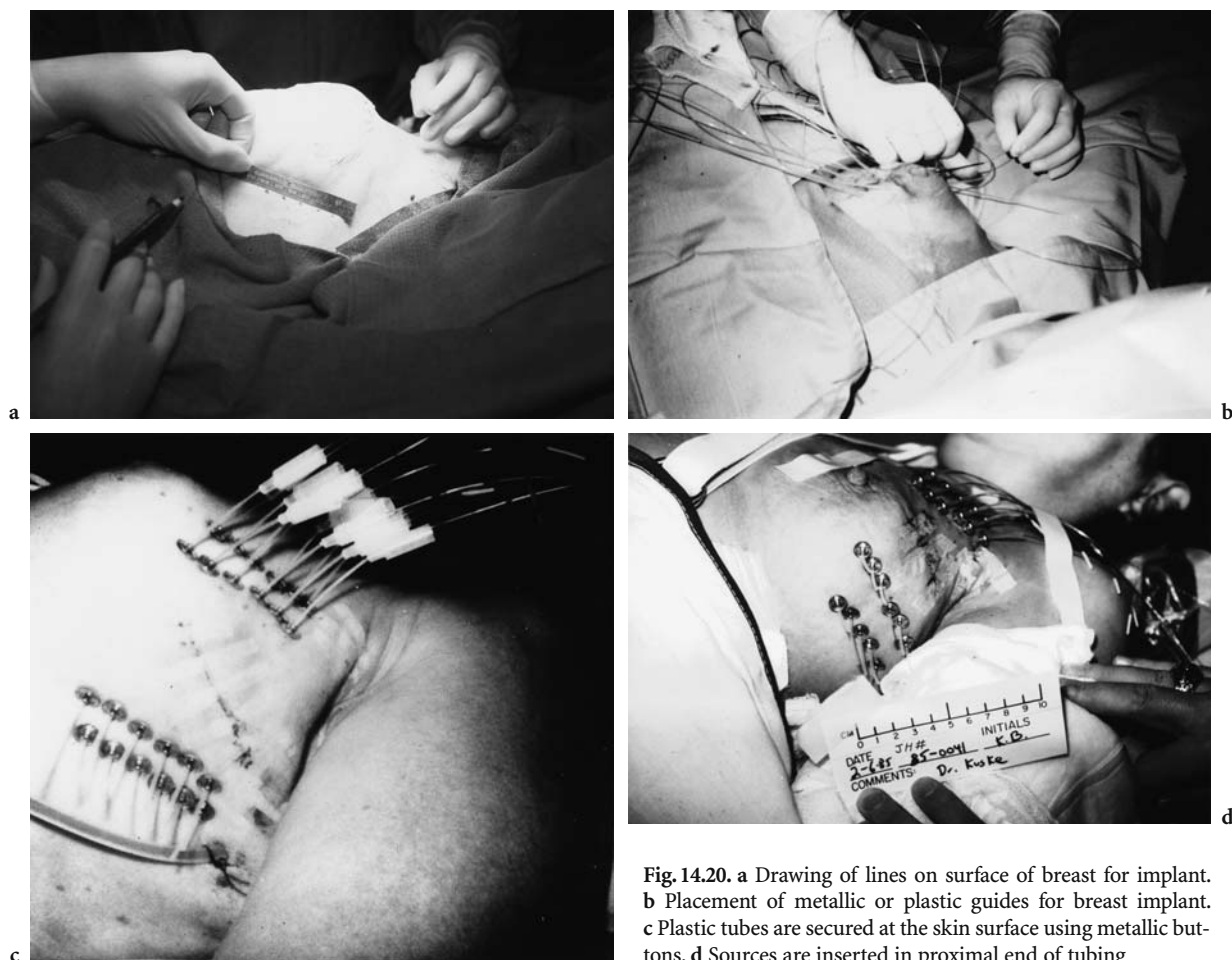 a
b
c
d
CM 0 1 2 3 4 5 6 7 8 9 10
DATE JH# INITIALS
2-6-85 85-0041 K.B.
COMMENTS: Dr. Kuske
Fig. 14.20. a Drawing of lines on surface of breast for implant.
b Placement of metallic or plastic guides for breast implant.
c Plastic tubes are secured at the skin surface using metallic but-
tons. d Sources are inserted in proximal end of tubing